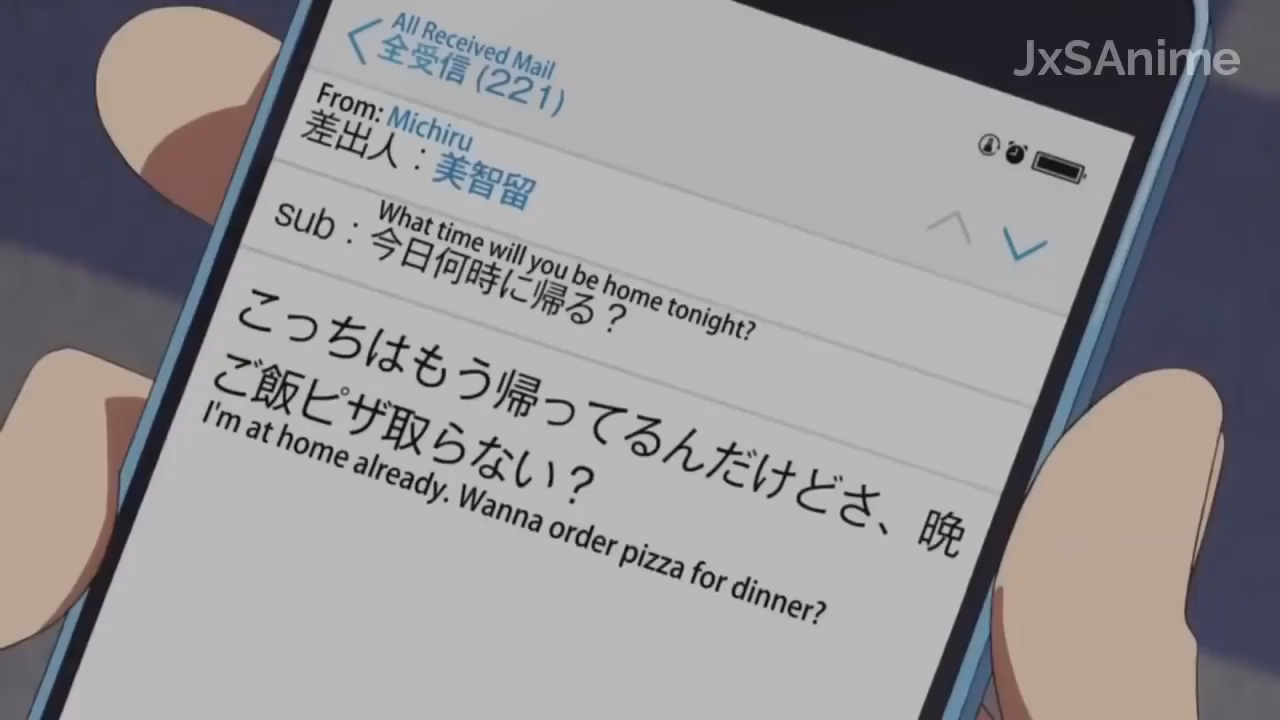 JxSAnime
All Received Mail
全受信 (221)
From: Michiru
差出人：美智留
What time will you be home tonight?
sub：今日何時に帰る？
こっちはもう帰ってるんだけどさ、晩
ご飯ピザ取らない？
I'm at home already. Wanna order pizza for dinner?